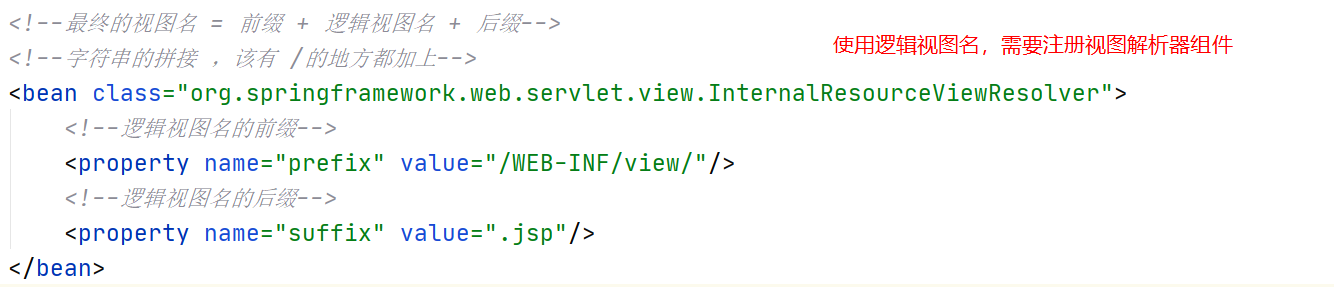 <!--最终的视图名 = 前缀 + 逻辑视图名 + 后缀-->
<!--字符串的拼接 ，该有 /的地方都加上-->
使用逻辑视图名，需要注册视图解析器组件
<bean class="org.springframework.web.servlet.view.InternalResourceViewResolver">
<!--逻辑视图名的前缀-->
<property name="prefix" value="/WEB-INF/view/"/>
<!--逻辑视图名的后缀-->
<property name="suffix" value=".jsp"/>
</bean>